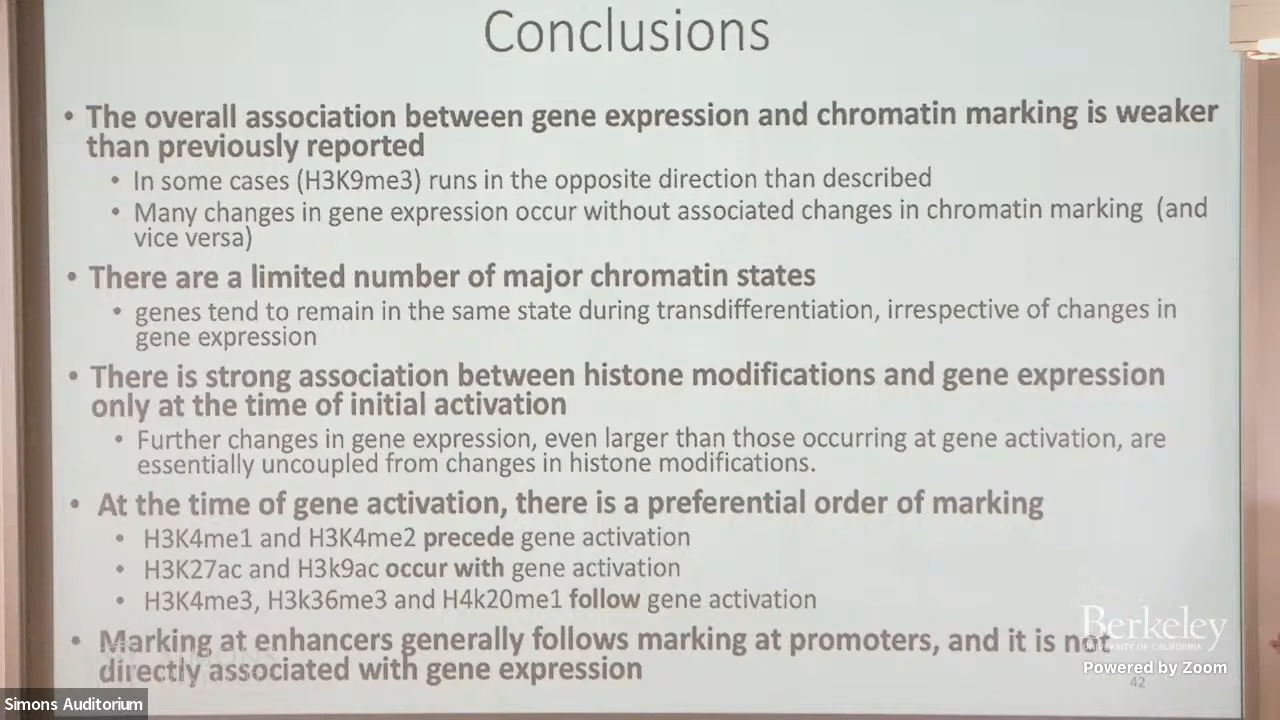 Conclusions
• The overall association between gene expression and chromatin marking is weaker
than previously reported
• In some cases (H3K9me3) runs in the opposite direction than described
• Many changes in gene expression occur without associated changes in chromatin marking (and
vice versa)
• There are a limited number of major chromatin states
• genes tend to remain in the same state during transdifferentiation, irrespective of changes in
gene expression
• There is strong association between histone modifications and gene expression
only at the time of initial activation
• Further changes in gene expression, even larger than those occurring at gene activation, are
essentially uncoupled from changes in histone modifications.
• At the time of gene activation, there is a preferential order of marking
• H3K4me1 and H3K4me2 precede gene activation
• H3K27ac and H3k9ac occur with gene activation
• H3K4me3, H3k36me3 and H4k20me1 follow gene activation
• Marking at enhancers generally follows marking at promoters, and it is not
directly associated with gene expression
Berkeley
UNIVERSITY OF CALIFORNIA
Powered by Zoom
42
Simons Auditorium